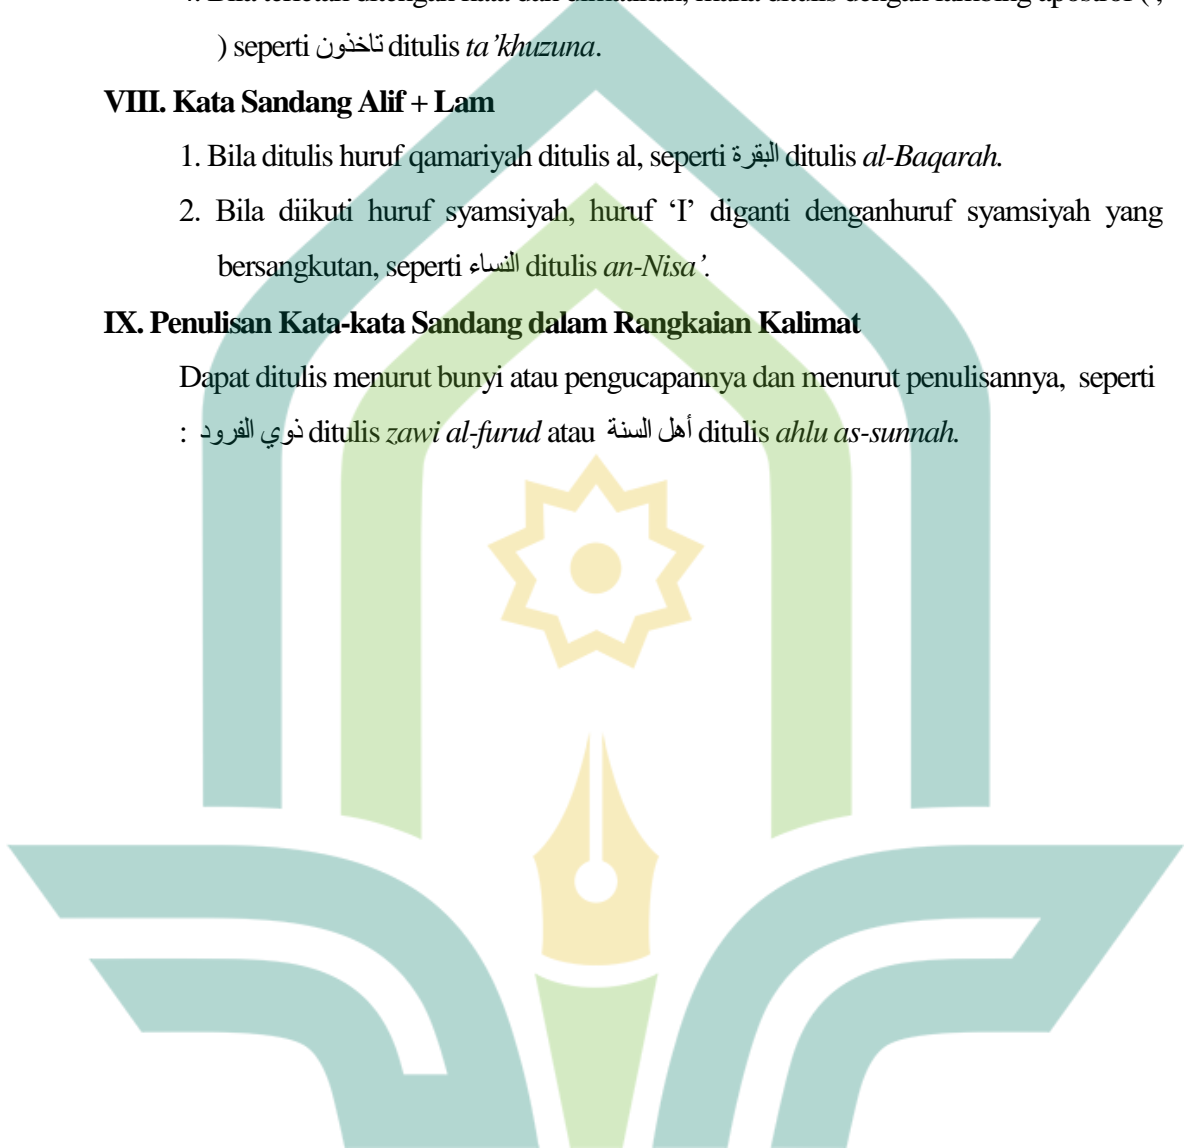 ) seperti تاخذون ditulis ta’khuzuna.
VIII. Kata Sandang Alif + Lam
1. Bila ditulis huruf qamariyah ditulis al, seperti البقرة ditulis al-Baqarah.
2. Bila diikuti huruf syamsiyah, huruf ‘I’ diganti denganhuruf syamsiyah yang
bersangkutan, seperti النساء ditulis an-Nisa’.
IX. Penulisan Kata-kata Sandang dalam Rangkaian Kalimat
Dapat ditulis menurut bunyi atau pengucapannya dan menurut penulisannya, seperti
: ذوي الفرود ditulis zawi al-furud atau أهل السنة ditulis ahlu as-sunnah.